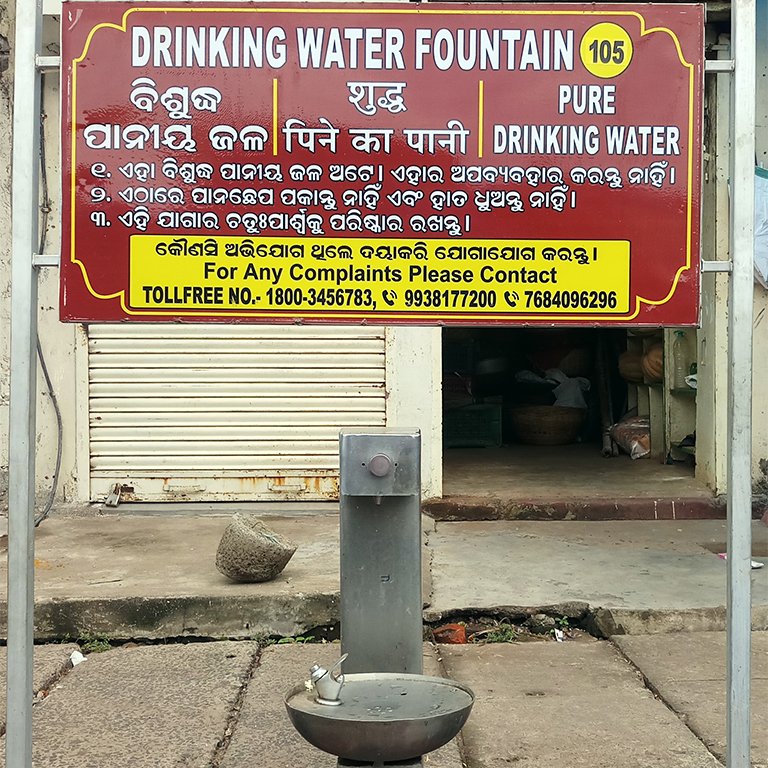 DRINKING WATER FOUNTAIN 105
ବିଶୁଦ୍ଧ
ପାନୀୟ ଜଳ
शुद्ध
पिने का पानी
PURE
DRINKING WATER
୧. ଏହା ବିଶୁଦ୍ଧ ପାନୀୟ ଜଳ ଅଟେ। ଏହାର ଅପବ୍ୟବହାର କରନ୍ତୁ ନାହିଁ।
୨. ଏଠାରେ ପାନଛେପ ପକାନ୍ତୁ ନାହିଁ ଏବଂ ହାତ ଧୁଅନ୍ତୁ ନାହିଁ।
୩. ଏହି ଯାଗାର ଚତୁଃପାର୍ଶ୍ୱକୁ ପରିଷ୍କାର ରଖନ୍ତୁ।
କୌଣସି ଅଭିଯୋଗ ଥିଲେ ଦୟାକରି ଯୋଗାଯୋଗ କରନ୍ତୁ।
For Any Complaints Please Contact
TOLLFREE NO.- 1800-3456783, 9938177200 7684096296